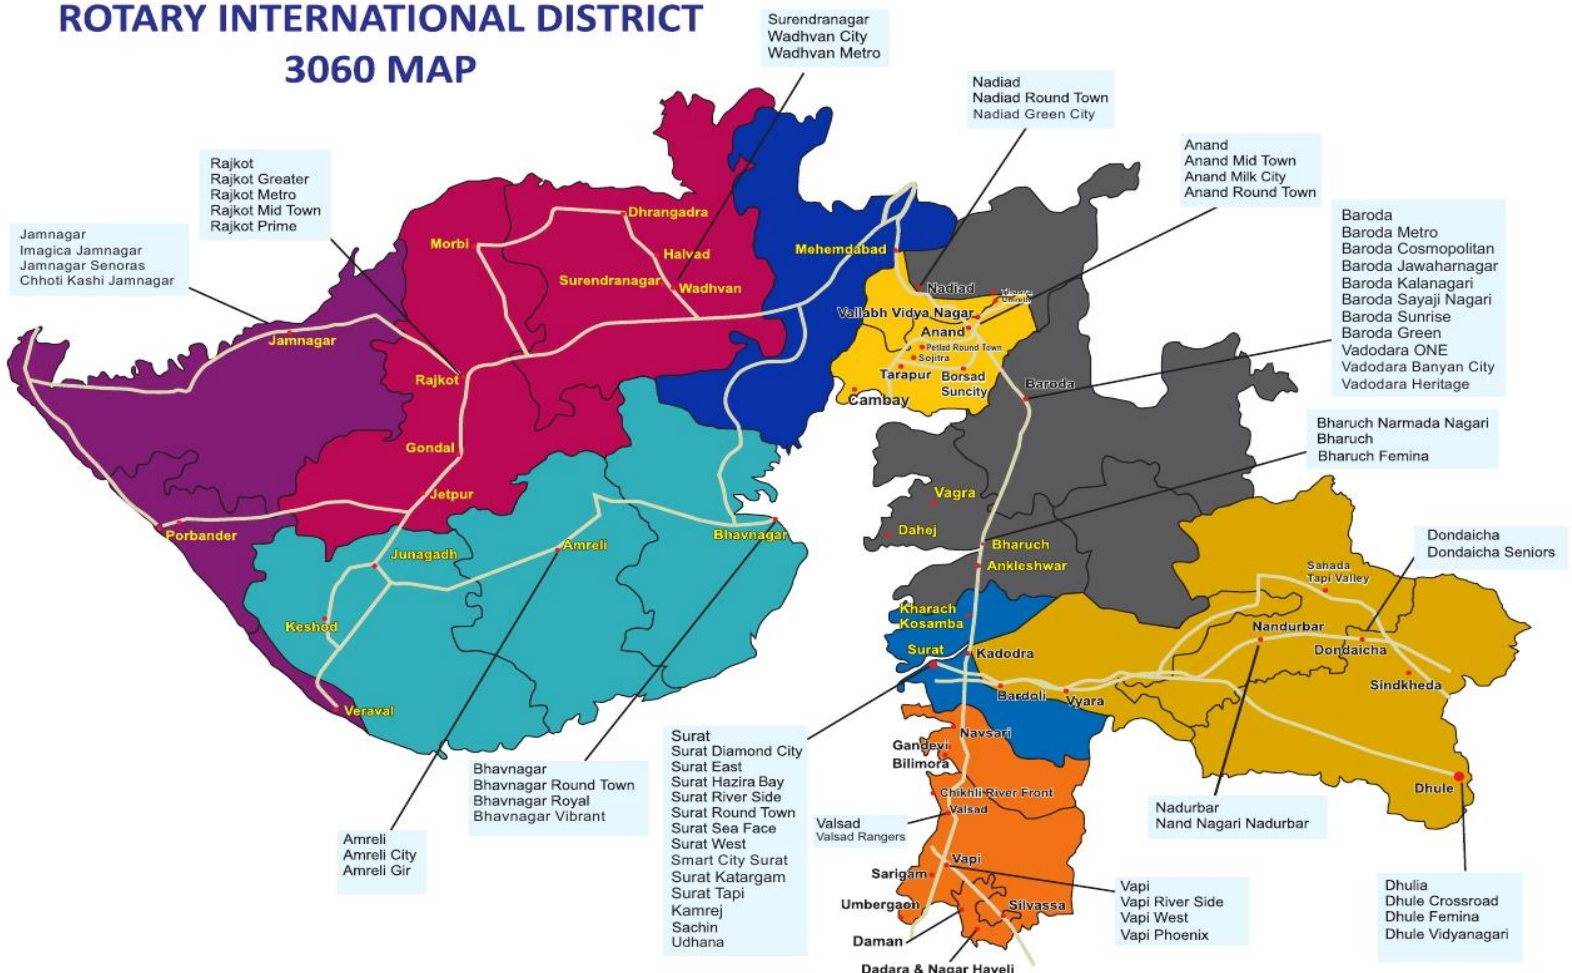 ROTARY INTERNATIONAL DISTRICT
3060 MAP
Surendranagar
Wadhvan City
Wadhvan Metro
Nadiad
Nadiad Round Town
Nadiad Green City
Anand
Anand Mid Town
Anand Milk City
Anand Round Town
Rajkot
Rajkot Greater
Rajkot Metro
Rajkot Mid Town
Rajkot Prime
Jamnagar
Imagica Jamnagar
Jamnagar Senoras
Chhoti Kashi Jamnagar
Baroda
Baroda Metro
Baroda Cosmopolitan
Baroda Jawaharnagar
Baroda Kalanagari
Baroda Sayaji Nagari
Baroda Sunrise
Baroda Green
Vadodara ONE
Vadodara Banyan City
Vadodara Heritage
Bharuch Narmada Nagari
Bharuch
Bharuch Femina
Dondaicha
Dondaicha Seniors
Dhrangadra
Morbi
Halvad
Surendranagar
Wadhvan
Mehemdabad
Nadiad
Umreth
Vallabh Vidya Nagar
Anand
Petlad Round Town
Sojitra
Tarapur
Borsad
Suncity
Cambay
Baroda
Jamnagar
Rajkot
Gondal
Jetpur
Porbander
Junagadh
Amreli
Bhavnagar
Keshod
Veraval
Vagra
Dahej
Bharuch
Ankleshwar
Kharach
Kosamba
Surat
Kadodra
Bardoli
Vyara
Sahada
Tapi Valley
Nandurbar
Dondaicha
Sindkheda
Dhule
Navsari
Gandevi
Bilimora
Chikhli River Front
Valsad
Vapi
Sarigam
Umbergaon
Silvassa
Daman
Dadara & Nagar Haveli
Surat
Surat Diamond City
Surat East
Surat Hazira Bay
Surat River Side
Surat Round Town
Surat Sea Face
Surat West
Smart City Surat
Surat Katargam
Surat Tapi
Kamrej
Sachin
Udhana
Bhavnagar
Bhavnagar Round Town
Bhavnagar Royal
Bhavnagar Vibrant
Amreli
Amreli City
Amreli Gir
Valsad
Valsad Rangers
Nadurbar
Nand Nagari Nadurbar
Vapi
Vapi River Side
Vapi West
Vapi Phoenix
Dhulia
Dhule Crossroad
Dhule Femina
Dhule Vidyanagari